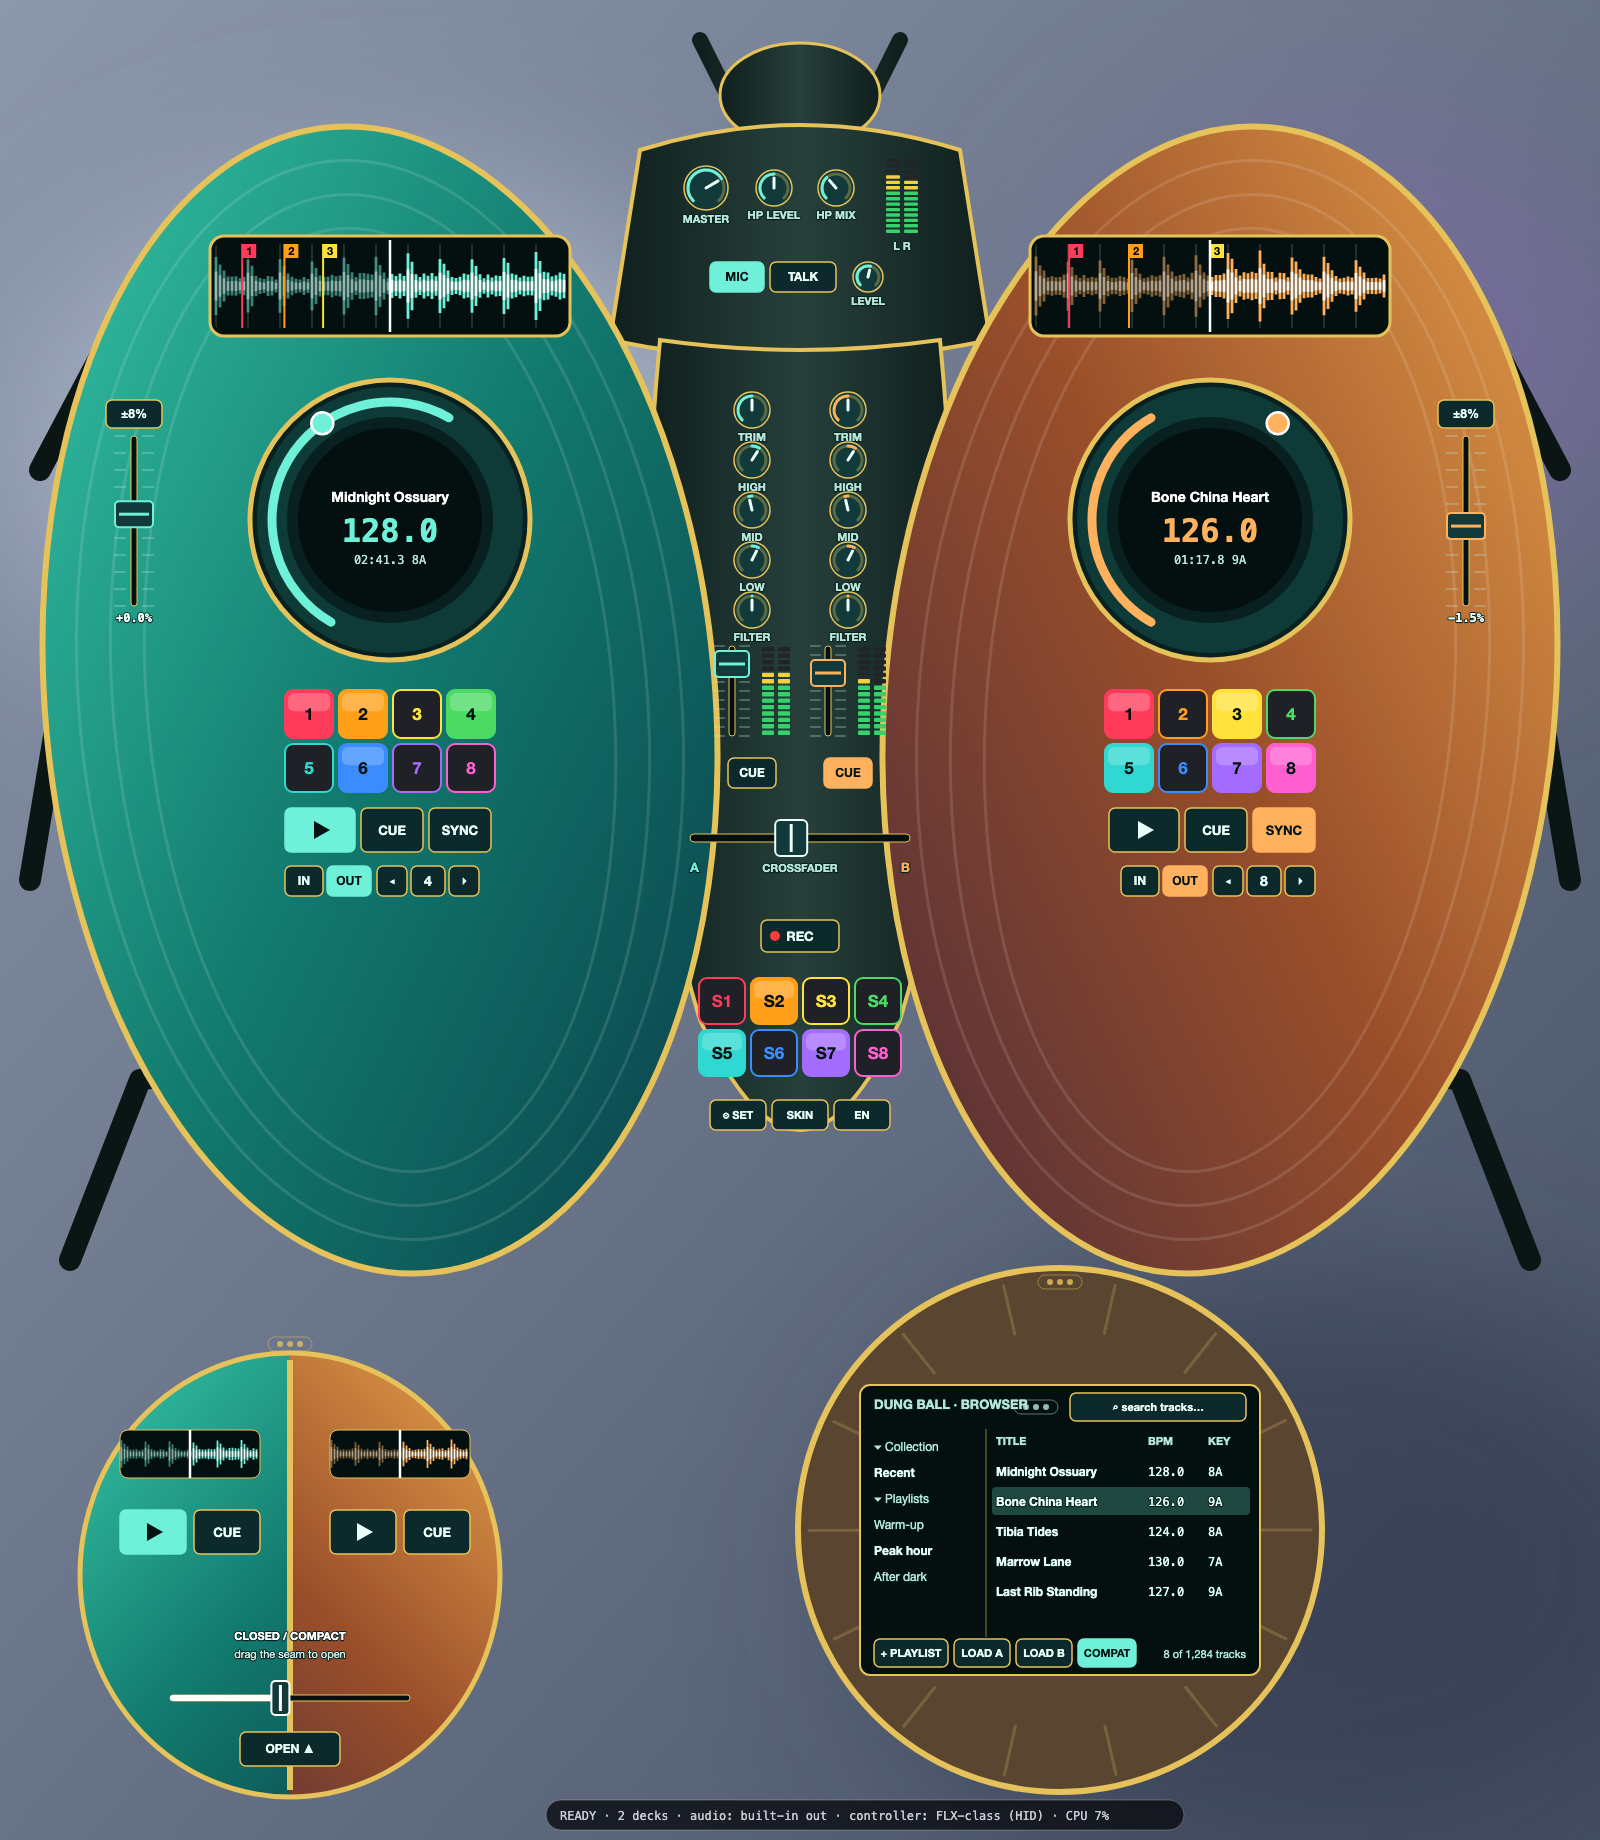 MASTER
HP LEVEL
HP MIX
L R
MIC
TALK
LEVEL
1
2
3
1
2
3
±8%
+0.0%
Midnight Ossuary
128.0
02:41.3 8A
1
2
3
4
5
6
7
8
CUE
SYNC
IN
OUT
4
TRIM
TRIM
HIGH
HIGH
MID
MID
LOW
LOW
FILTER
FILTER
CUE
CUE
A
CROSSFADER
B
REC
S1
S2
S3
S4
S5
S6
S7
S8
SET
SKIN
EN
±8%
-1.5%
Bone China Heart
126.0
01:17.8 9A
1
2
3
4
5
6
7
8
CUE
SYNC
IN
OUT
8
CUE
CUE
CLOSED / COMPACT
drag the seam to open
OPEN ▲
DUNG BALL · BROWSER
search tracks...
▾ Collection
Recent
▾ Playlists
Warm-up
Peak hour
After dark
TITLE BPM KEY
Midnight Ossuary 128.0 8A
Bone China Heart 126.0 9A
Tibia Tides 124.0 8A
Marrow Lane 130.0 7A
Last Rib Standing 127.0 9A
+ PLAYLIST
LOAD A
LOAD B
COMPAT
8 of 1,284 tracks
READY · 2 decks · audio: built-in out · controller: FLX-class (HID) · CPU 7%